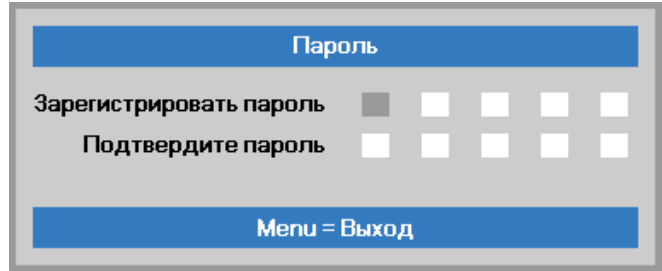 Пароль
Зарегистрировать пароль
Подтвердите пароль
Menu = Выход